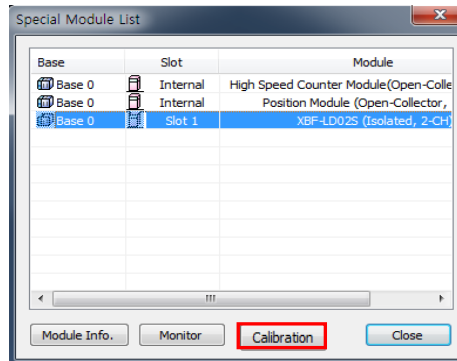 Special Module List
Base Slot Module
Base 0 Internal High Speed Counter Module(Open-Colle
Base 0 Internal Position Module (Open-Collector,
Base 0 Slot 1 XBF-LD02S (Isolated, 2-CH)
Module Info. Monitor Calibration Close